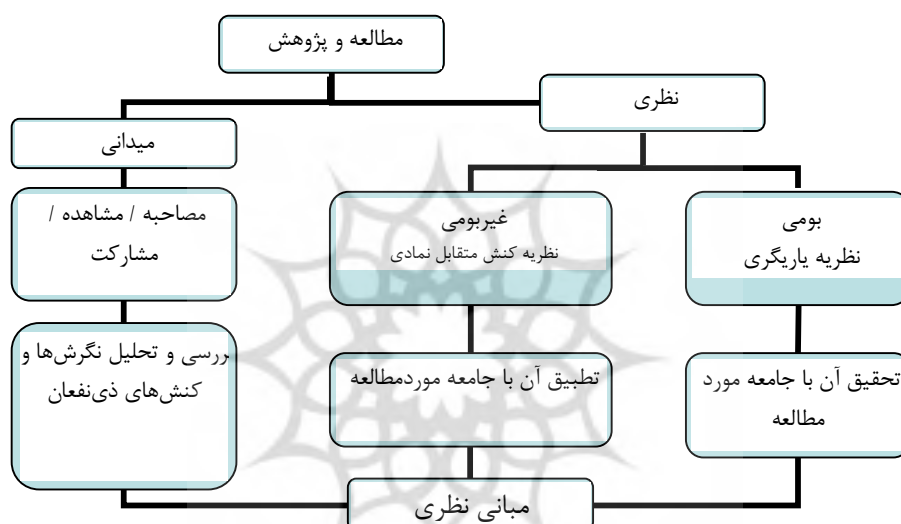 مطالعه و پژوهش
نظری
میدانی
بومی
نظریه یاریگری
غیربومی
نظریه کنش متقابل نمادی
مصاحبه / مشاهده /
مشارکت
تحقیق آن با جامعه مورد
مطالعه
تطبیق آن با جامعه موردمطالعه
بررسی و تحلیل نگرش‌ها و
کنش‌های ذی‌نفعان
مبانی نظری